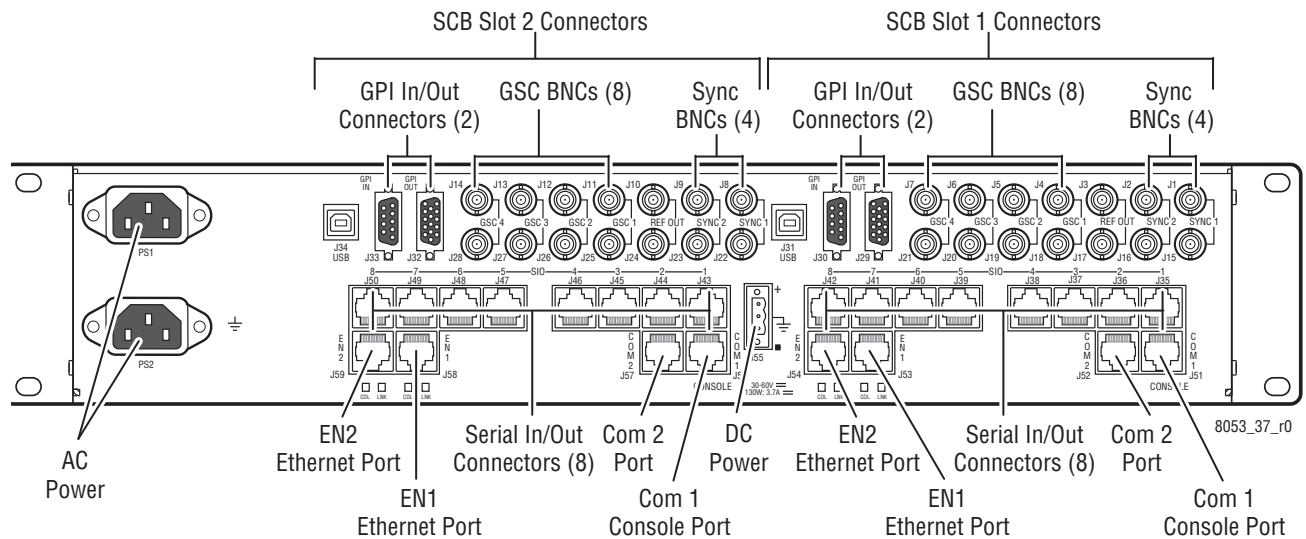 SCB Slot 2 Connectors SCB Slot 1 Connectors
GPI In/Out GSC BNCs (8) Sync GPI In/Out GSC BNCs (8) Sync
Connectors (2) BNCs (4) Connectors (2) BNCs (4)
GPI IN GPI OUT J14 J13 J12 J11 J10 J9 J8 GPI IN GPI OUT J7 J6 J5 J4 J3 J2 J1
GSC 4 GSC 3 GSC 2 GSC 1 REF OUT SYNC 2 SYNC 1 GSC 4 GSC 3 GSC 2 GSC 1 REF OUT SYNC 2 SYNC 1
J34 USB J33 J32 J28 J27 J26 J25 J24 J23 J22 J31 USB J30 J29 J21 J20 J19 J18 J17 J16 J15
PS1
8 7 6 5 SIO 4 3 2 1 8 7 6 5 SIO 4 3 2 1
J50 J49 J48 J47 J46 J45 J44 J43 + J42 J41 J40 J39 J38 J37 J36 J35
EN2 EN1 COM2 COM1 EN2 EN1 COM2 COM1
PS2
J59 J58 J57 J55 J54 J53 J52 J51
COL LNK COL LNK CONSOLE 30-60V COL LNK COL LNK CONSOLE
130W; 3.7A
8053_37_r0
AC
Power
EN2 Serial In/Out Com 2 DC EN2 Serial In/Out Com 2
Ethernet Port Connectors (8) Port Power Ethernet Port Connectors (8) Port
EN1 Com 1 EN1 Com 1
Ethernet Port Console Port Ethernet Port Console Port